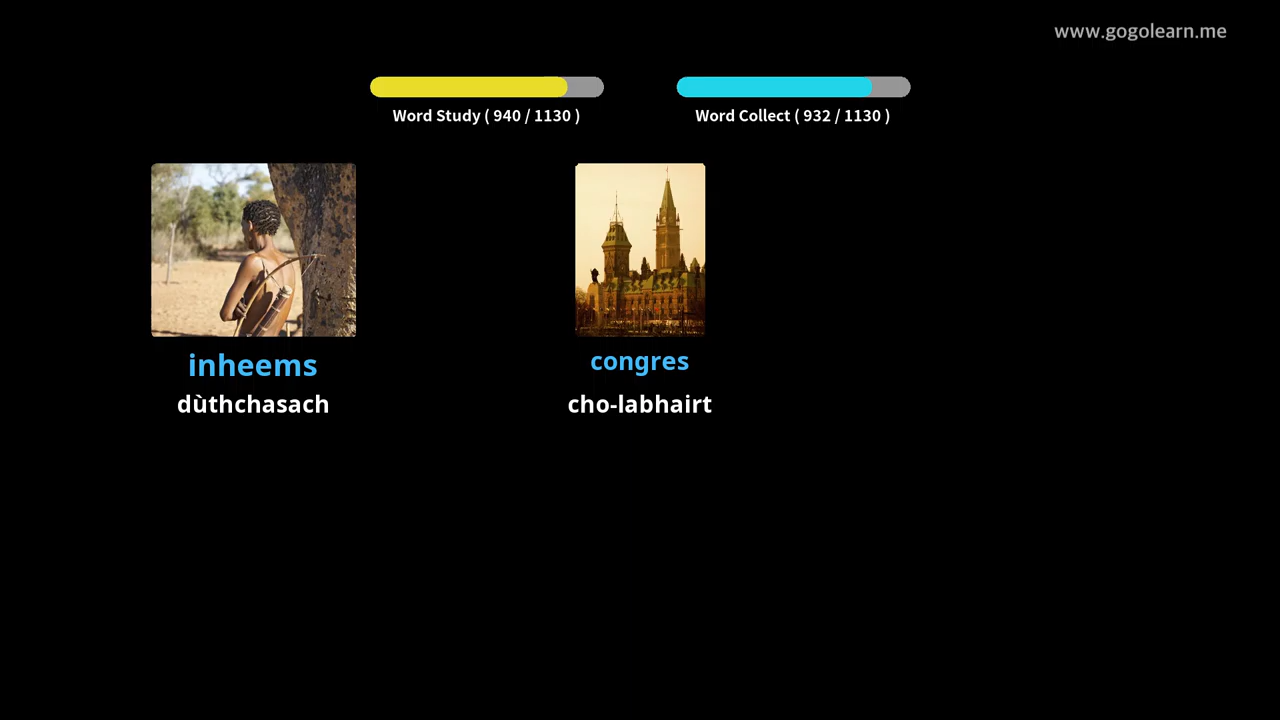 www.gogolearn.me
Word Study ( 940 / 1130 )
Word Collect ( 932 / 1130 )
inheems
congres
dùthchasach
cho-labhairt